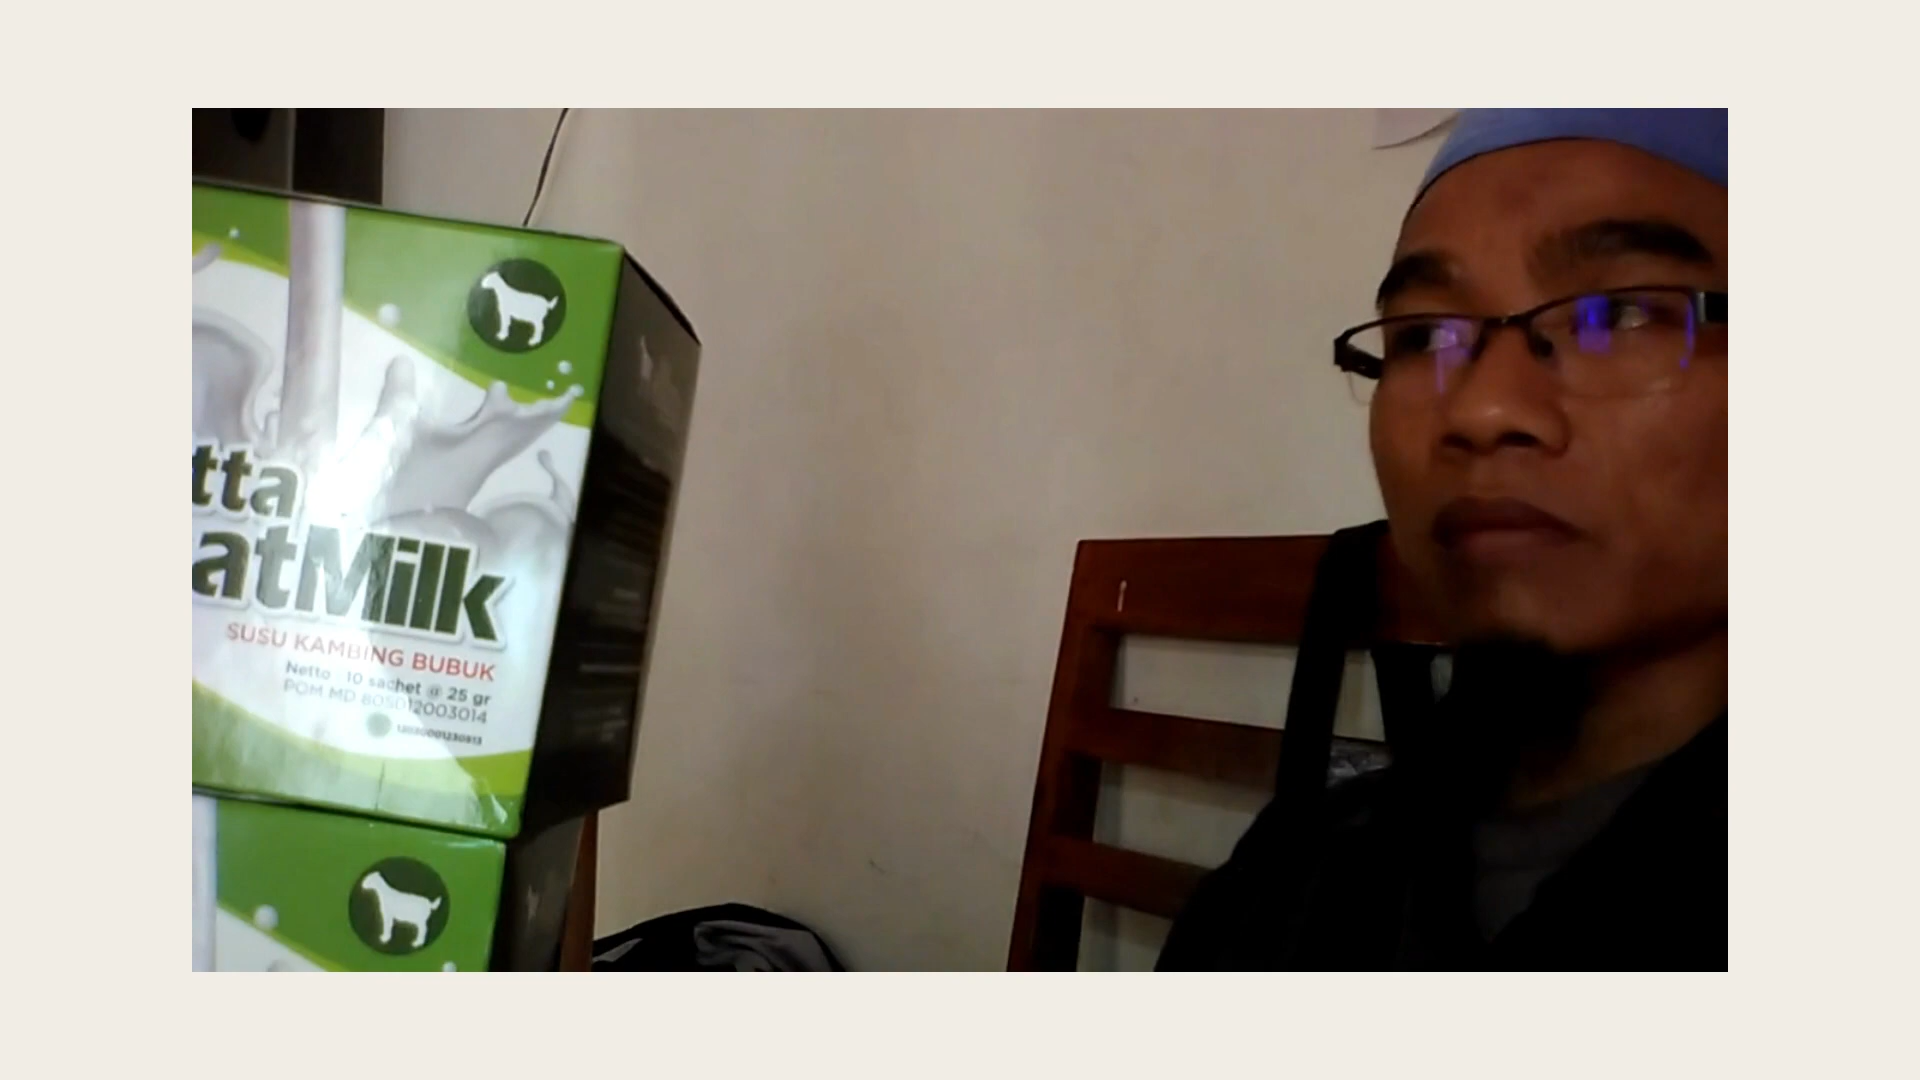 tta
atMilk
SUSU KAMBING BUBUK
Netto 10 sachet @ 25 gr
POM MD 805012003014